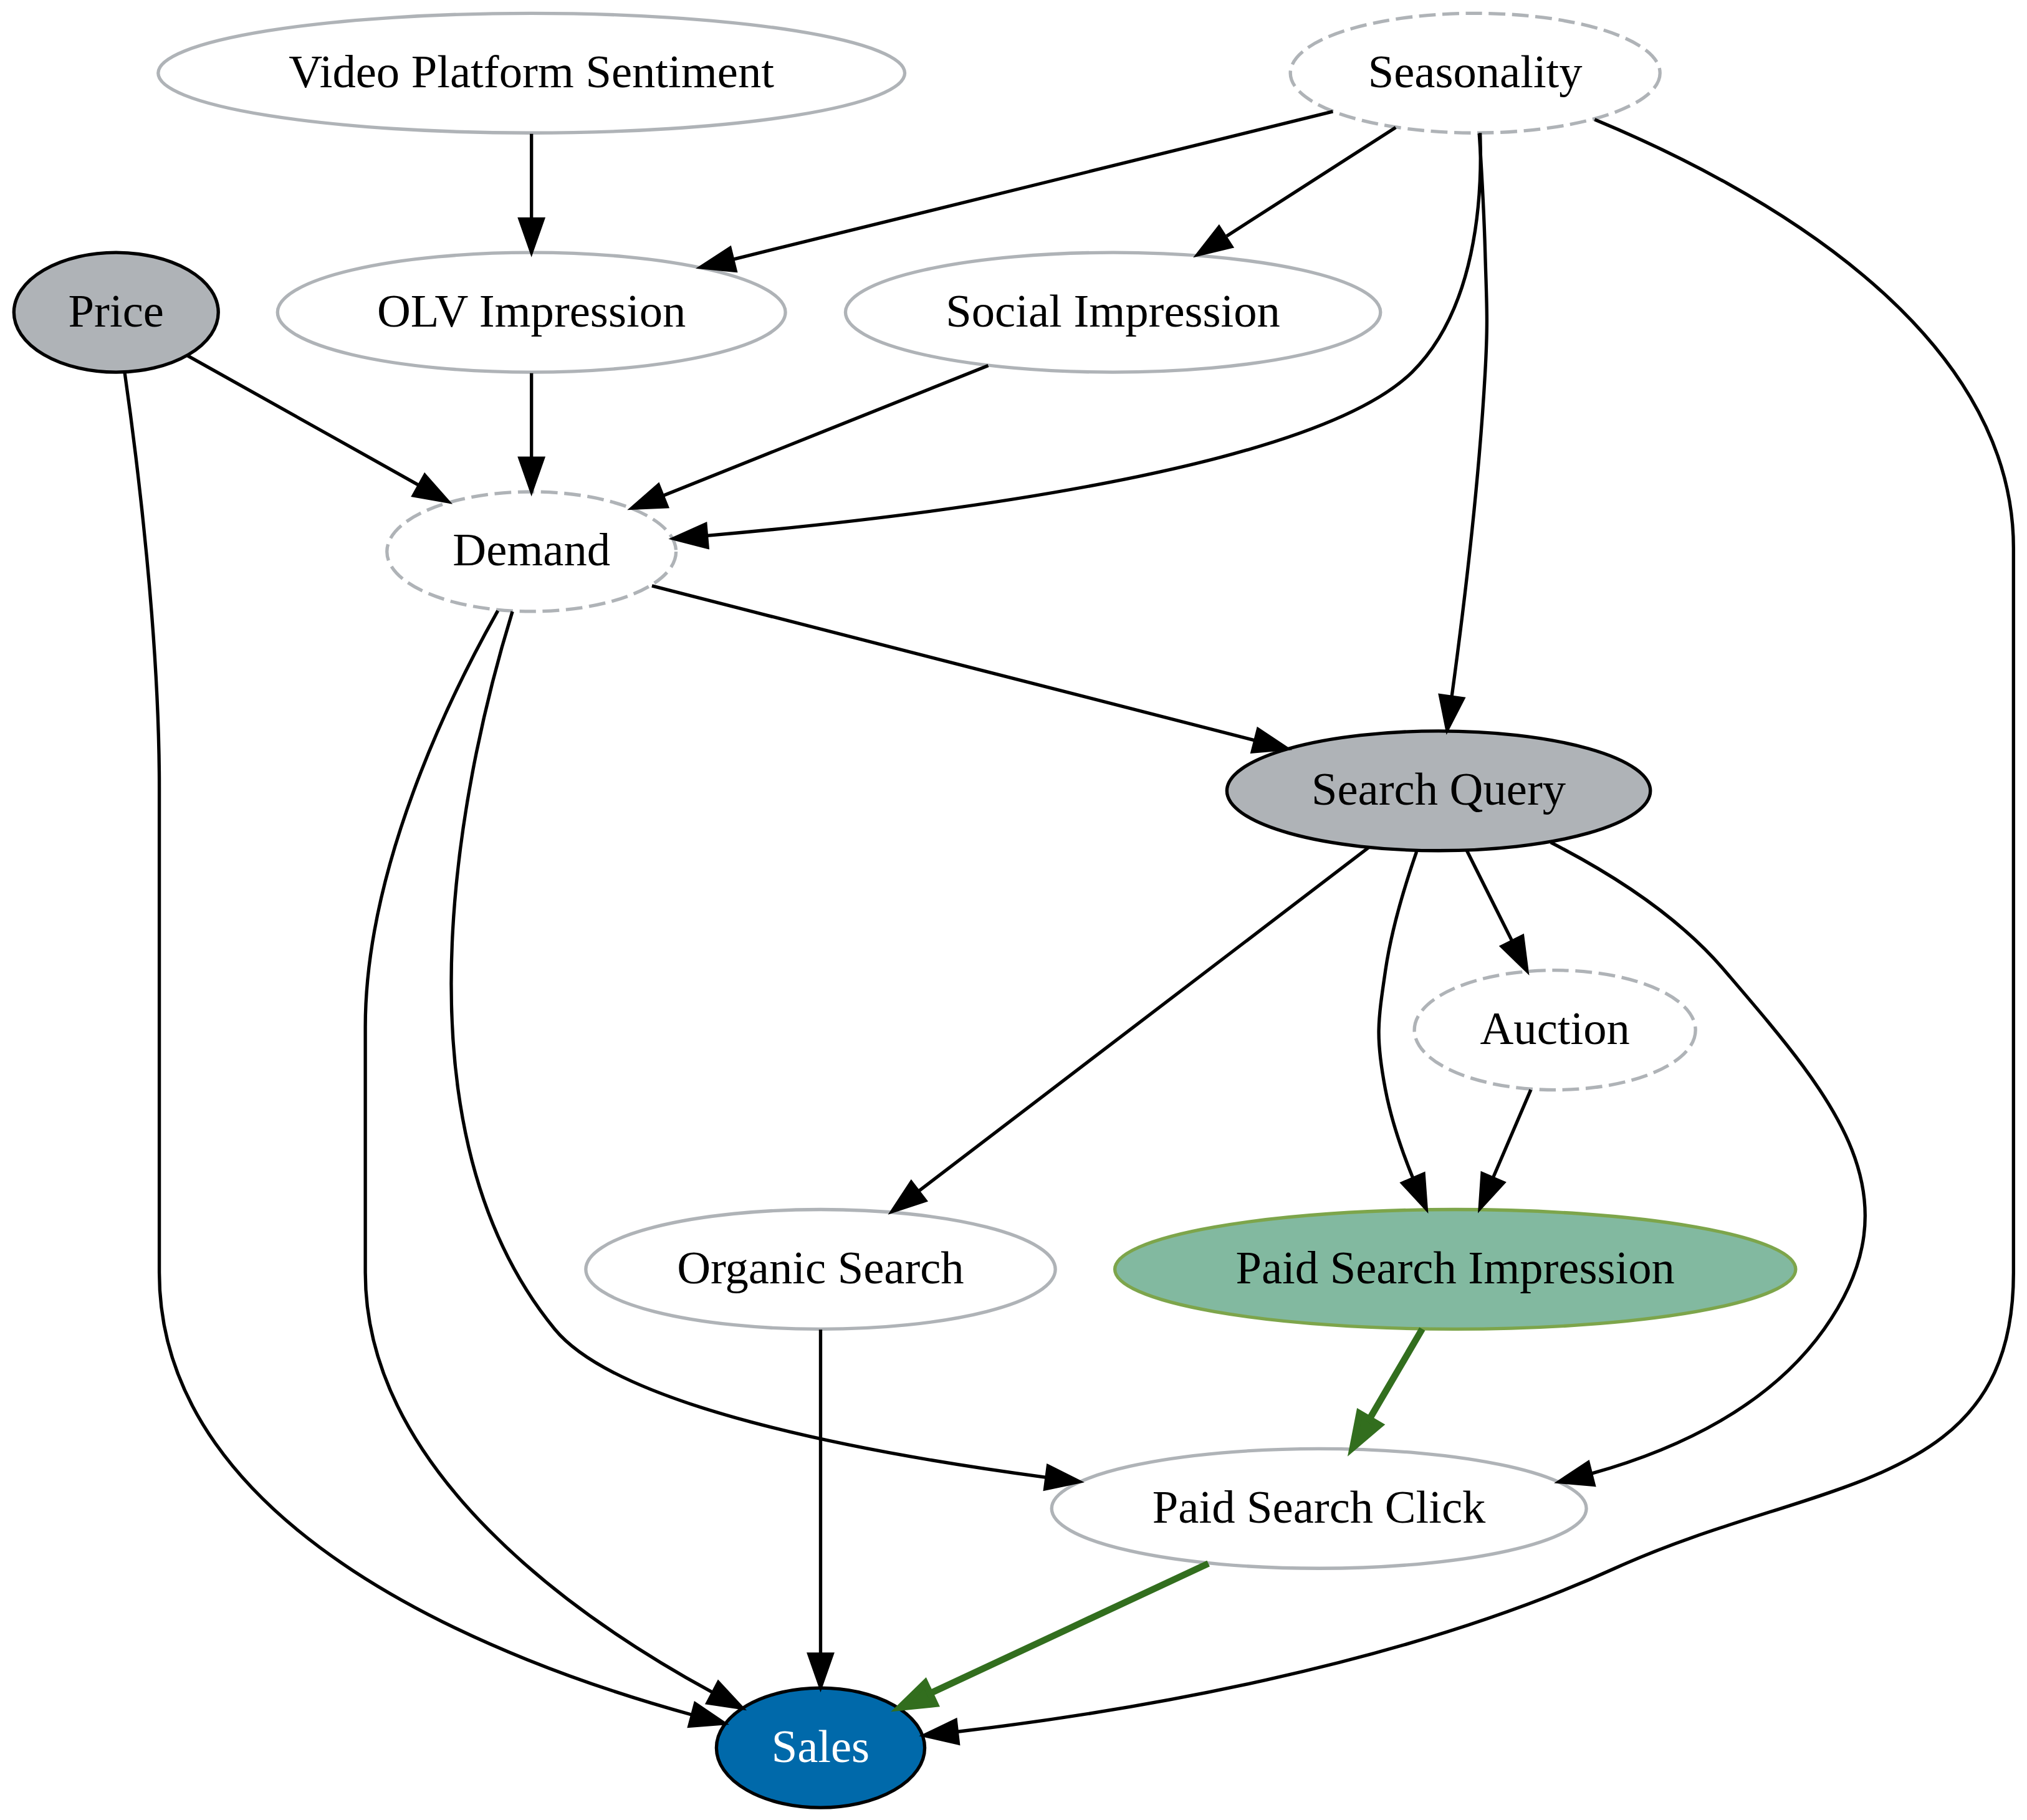 Video Platform Sentiment
Seasonality
Price
OLV Impression
Social Impression
Demand
Search Query
Auction
Organic Search
Paid Search Impression
Paid Search Click
Sales